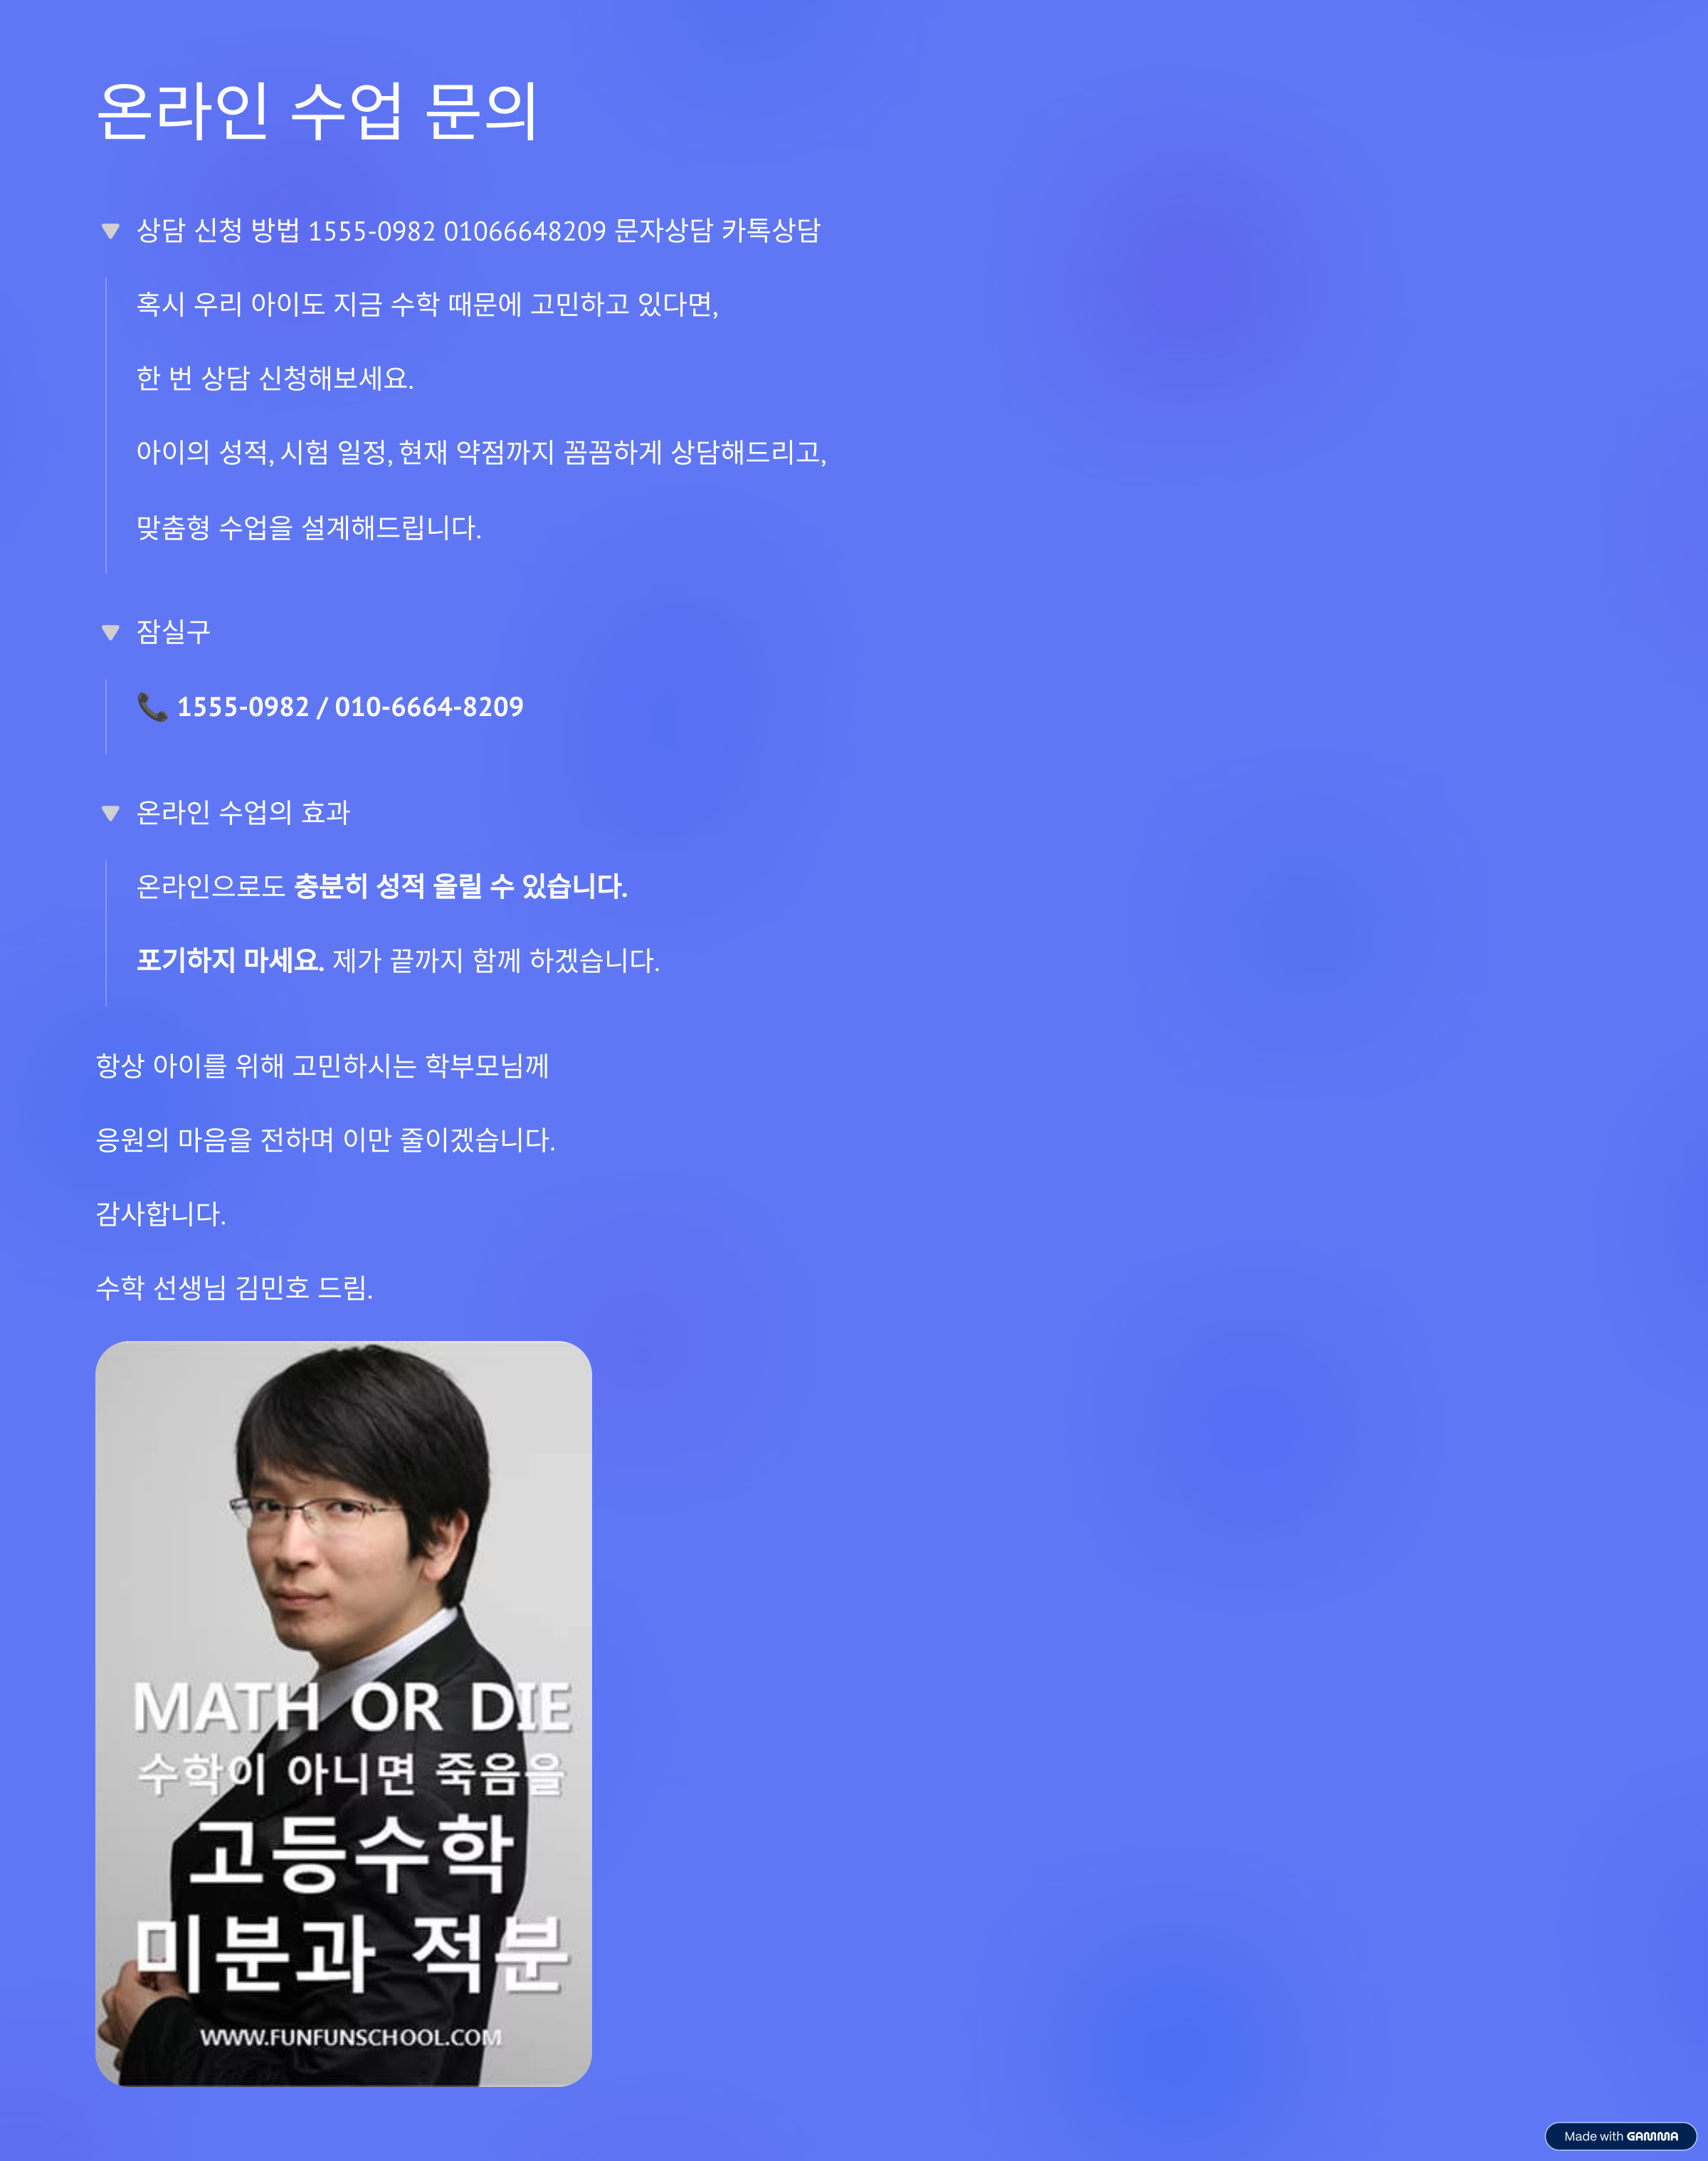 온라인 수업 문의
상담 신청 방법 1555-0982 01066648209 문자상담 카톡상담
혹시 우리 아이도 지금 수학 때문에 고민하고 있다면,
한 번 상담 신청해보세요.
아이의 성적, 시험 일정, 현재 약점까지 꼼꼼하게 상담해드리고,
맞춤형 수업을 설계해드립니다.
잠실구
📞 1555-0982 / 010-6664-8209
온라인 수업의 효과
온라인으로도 충분히 성적 올릴 수 있습니다.
포기하지 마세요. 제가 끝까지 함께 하겠습니다.
항상 아이를 위해 고민하시는 학부모님께
응원의 마음을 전하며 이만 줄이겠습니다.
감사합니다.
수학 선생님 김민호 드림.
MATH OR DIE
수학이 아니면 죽음을
고등수학
미분과 적분
WWW.FUNFUNSCHOOL.COM
Made with GAMMA